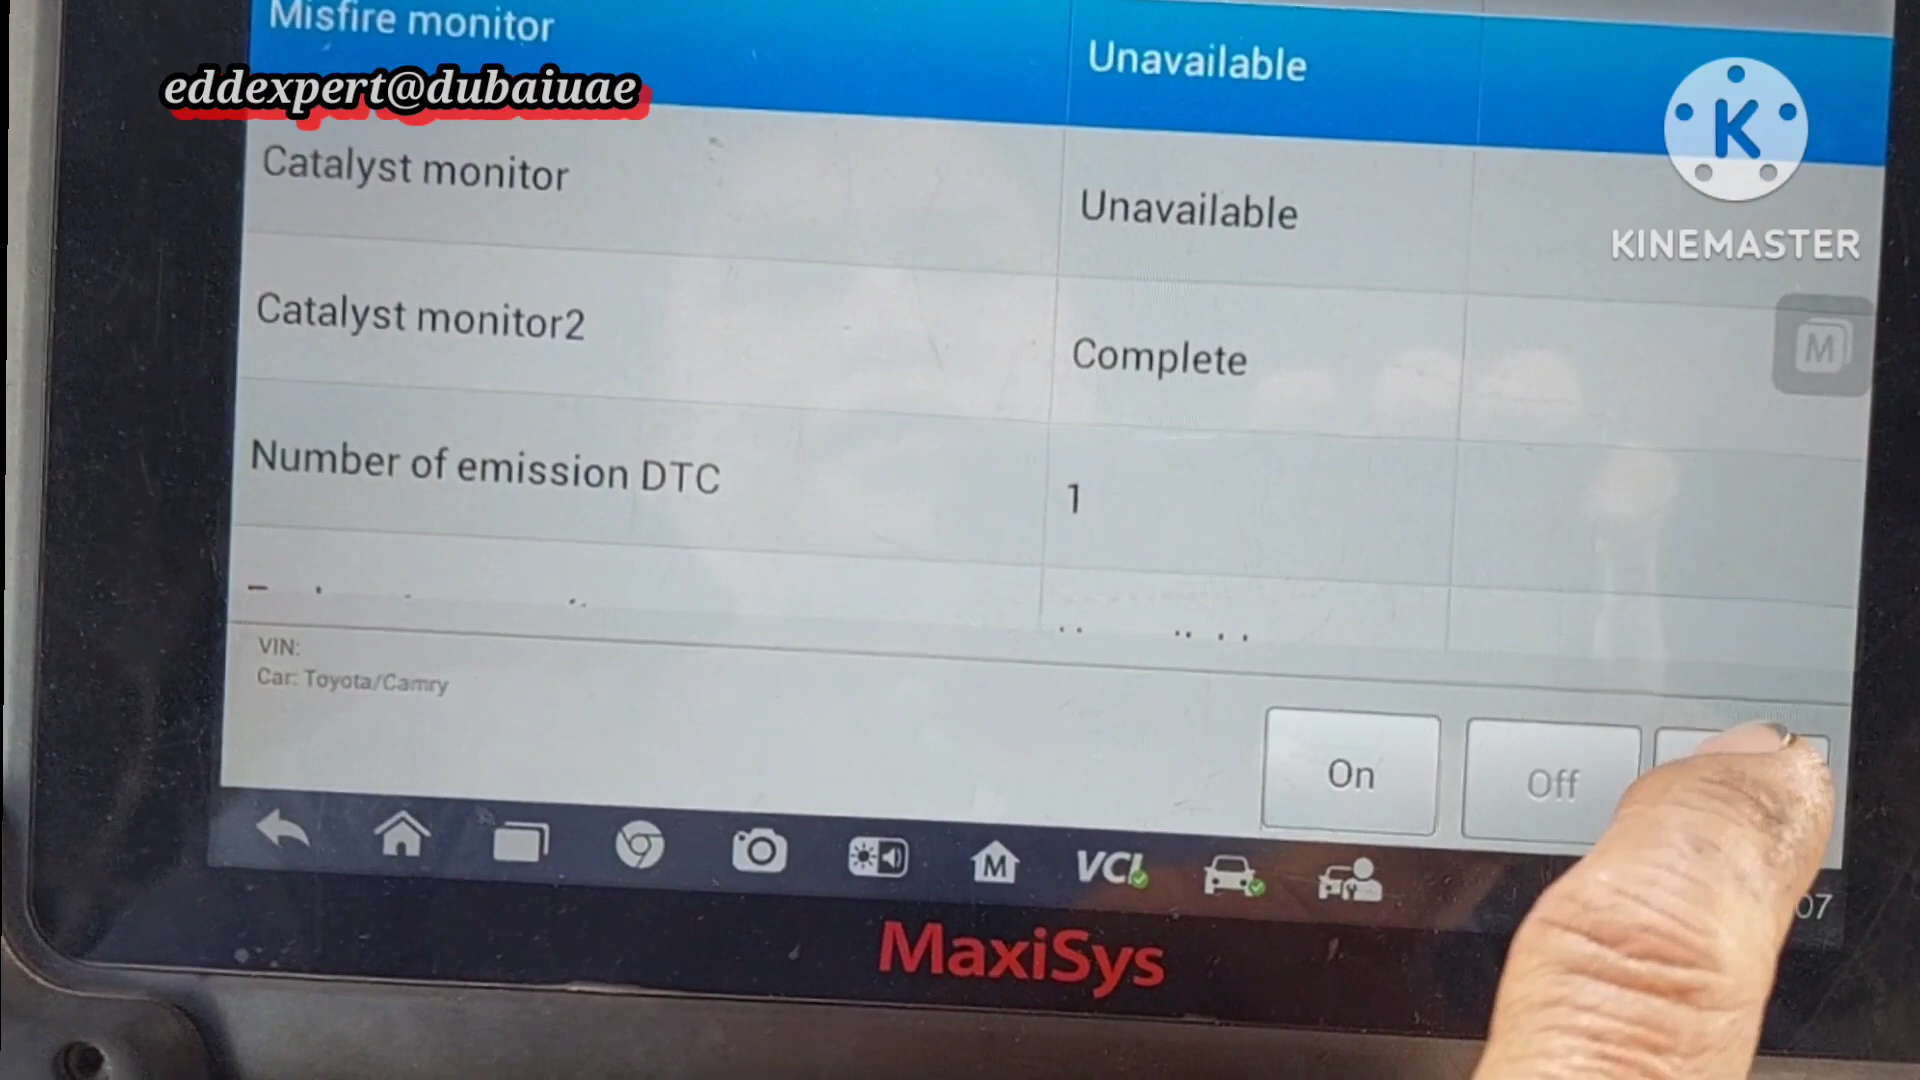 Misfire monitor
Unavailable
eddexpert@dubaiuae
K
KINEMASTER
Catalyst monitor
Unavailable
Catalyst monitor2
Complete
M
Number of emission DTC
1
VIN:
Car: Toyota/Camry
On
Off
M
VCI
07
MaxiSys